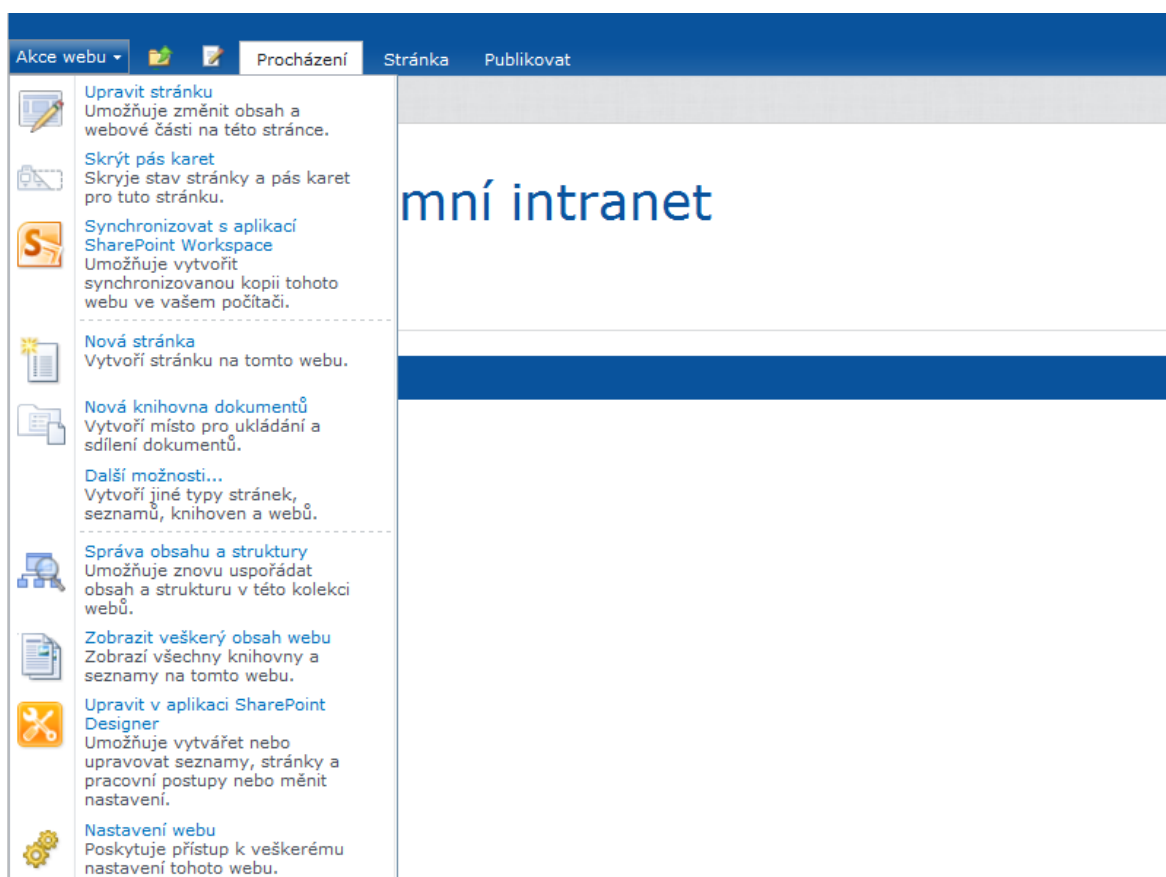 Akce webu Procházení Stránka Publikovat
Upravit stránku
Umožňuje změnit obsah a
webové části na této stránce.
Skrýt pás karet
Skryje stav stránky a pás karet
pro tuto stránku.
mní intranet
Synchronizovat s aplikací
SharePoint Workspace
Umožňuje vytvořit
synchronizovanou kopii tohoto
webu ve vašem počítači.
Nová stránka
Vytvoří stránku na tomto webu.
Nová knihovna dokumentů
Vytvoří místo pro ukládání a
sdílení dokumentů.
Další možnosti...
Vytvoří jiné typy stránek,
seznamů, knihoven a webů.
Správa obsahu a struktury
Umožňuje znovu uspořádat
obsah a strukturu v této kolekci
webů.
Zobrazit veškerý obsah webu
Zobrazí všechny knihovny a
seznamy na tomto webu.
Upravit v aplikaci SharePoint
Designer
Umožňuje vytvářet nebo
upravovat seznamy, stránky a
pracovní postupy nebo měnit
nastavení.
Nastavení webu
Poskytuje přístup k veškerému
nastavení tohoto webu.